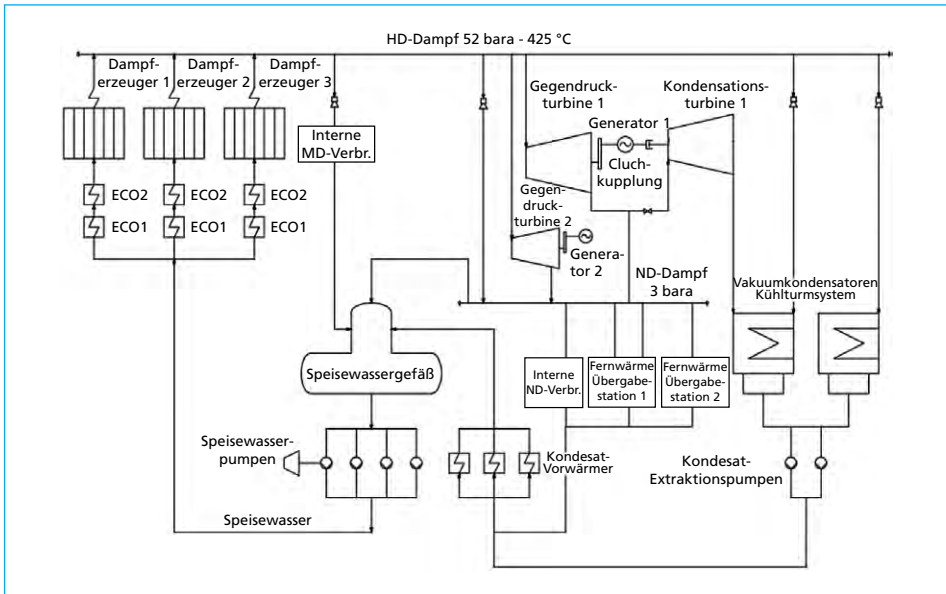 HD-Dampf 52 bara - 425 °C
Dampf-
erzeuger 1
Dampf-
erzeuger 2
Dampf-
erzeuger 3
Gegendruck-
turbine 1
Kondensations-
turbine 1
Generator 1
Cluch-
kupplung
Interne
MD-Verbr.
ECO2
ECO2
ECO2
ECO1
ECO1
ECO1
Gegen-
druck-
turbine 2
Genera-
tor 2
ND-Dampf
3 bara
Vakuumkondensatoren
Kühlturmsystem
Speisewassergefäß
Interne
ND-Verbr.
Fernwärme
Übergabe-
station 1
Fernwärme
Übergabe-
station 2
Speisewasser-
pumpen
Kondesat-
Vorwärmer
Kondesat-
Extraktionspumpen
Speisewasser